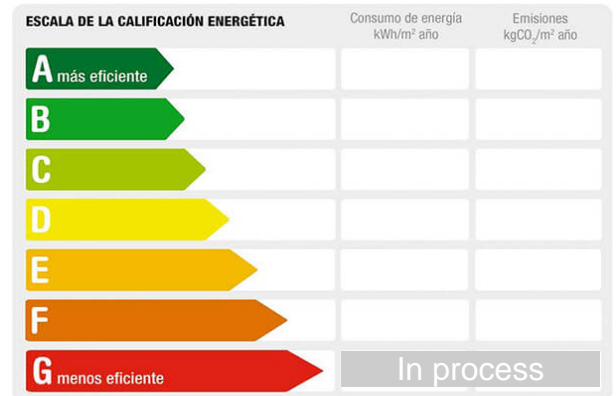 ESCALA DE LA CALIFICACIÓN ENERGÉTICA
Consumo de energía
kWh/m² año
Emisiones
kgCO₂/m² año
A más eficiente
B
C
D
E
F
G menos eficiente
In process